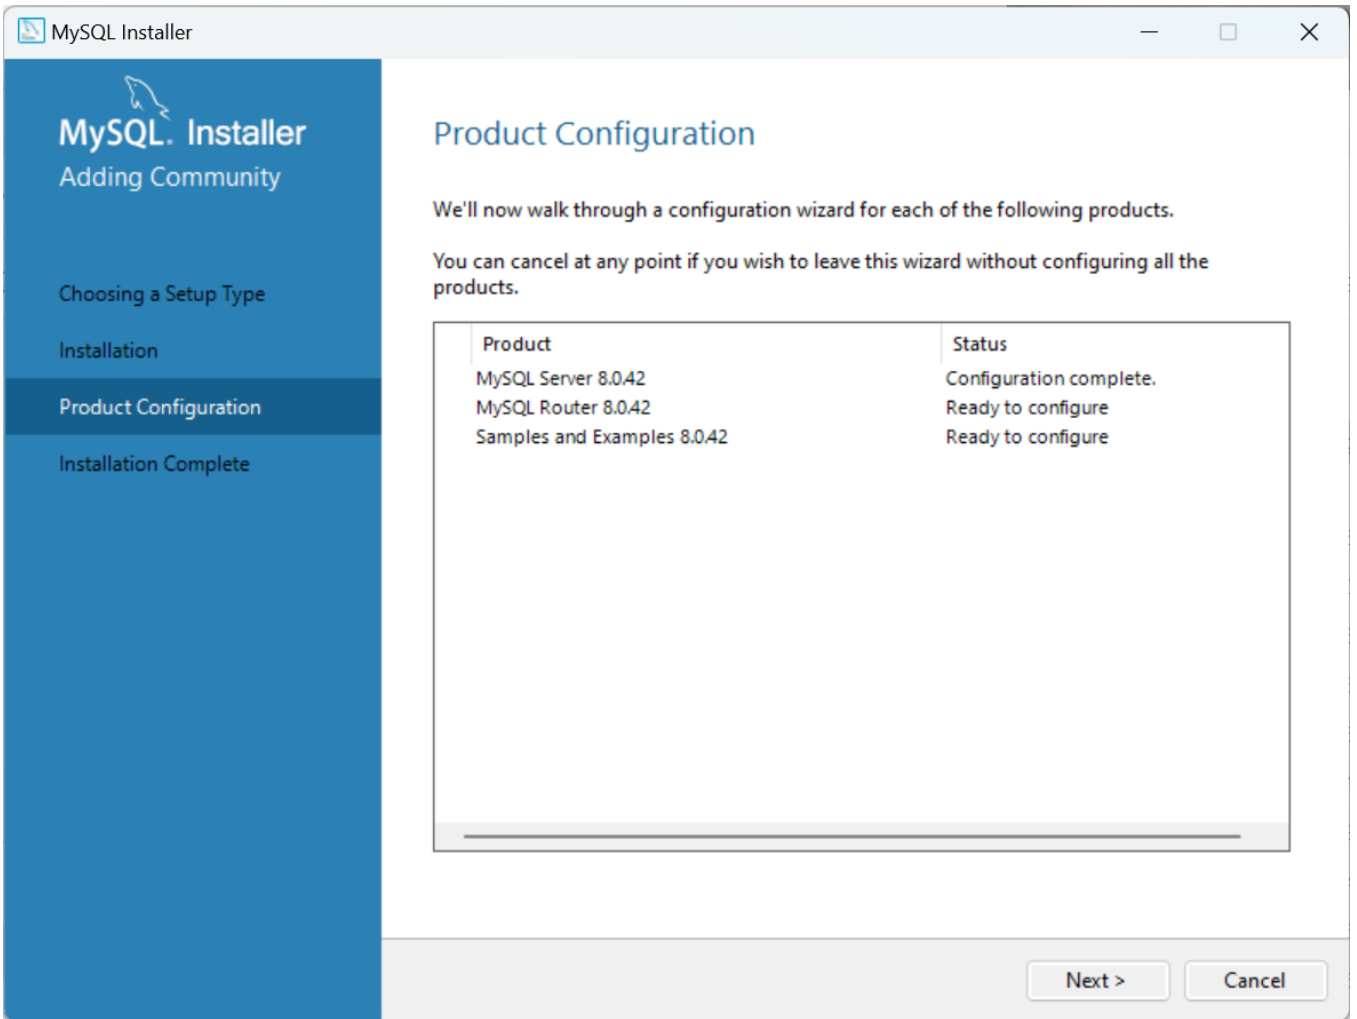 MySQL Installer
MySQL. Installer
Adding Community
Choosing a Setup Type
Installation
Product Configuration
Installation Complete
Product Configuration
We'll now walk through a configuration wizard for each of the following products.
You can cancel at any point if you wish to leave this wizard without configuring all the
products.
Product Status
MySQL Server 8.0.42 Configuration complete.
MySQL Router 8.0.42 Ready to configure
Samples and Examples 8.0.42 Ready to configure
Next > Cancel